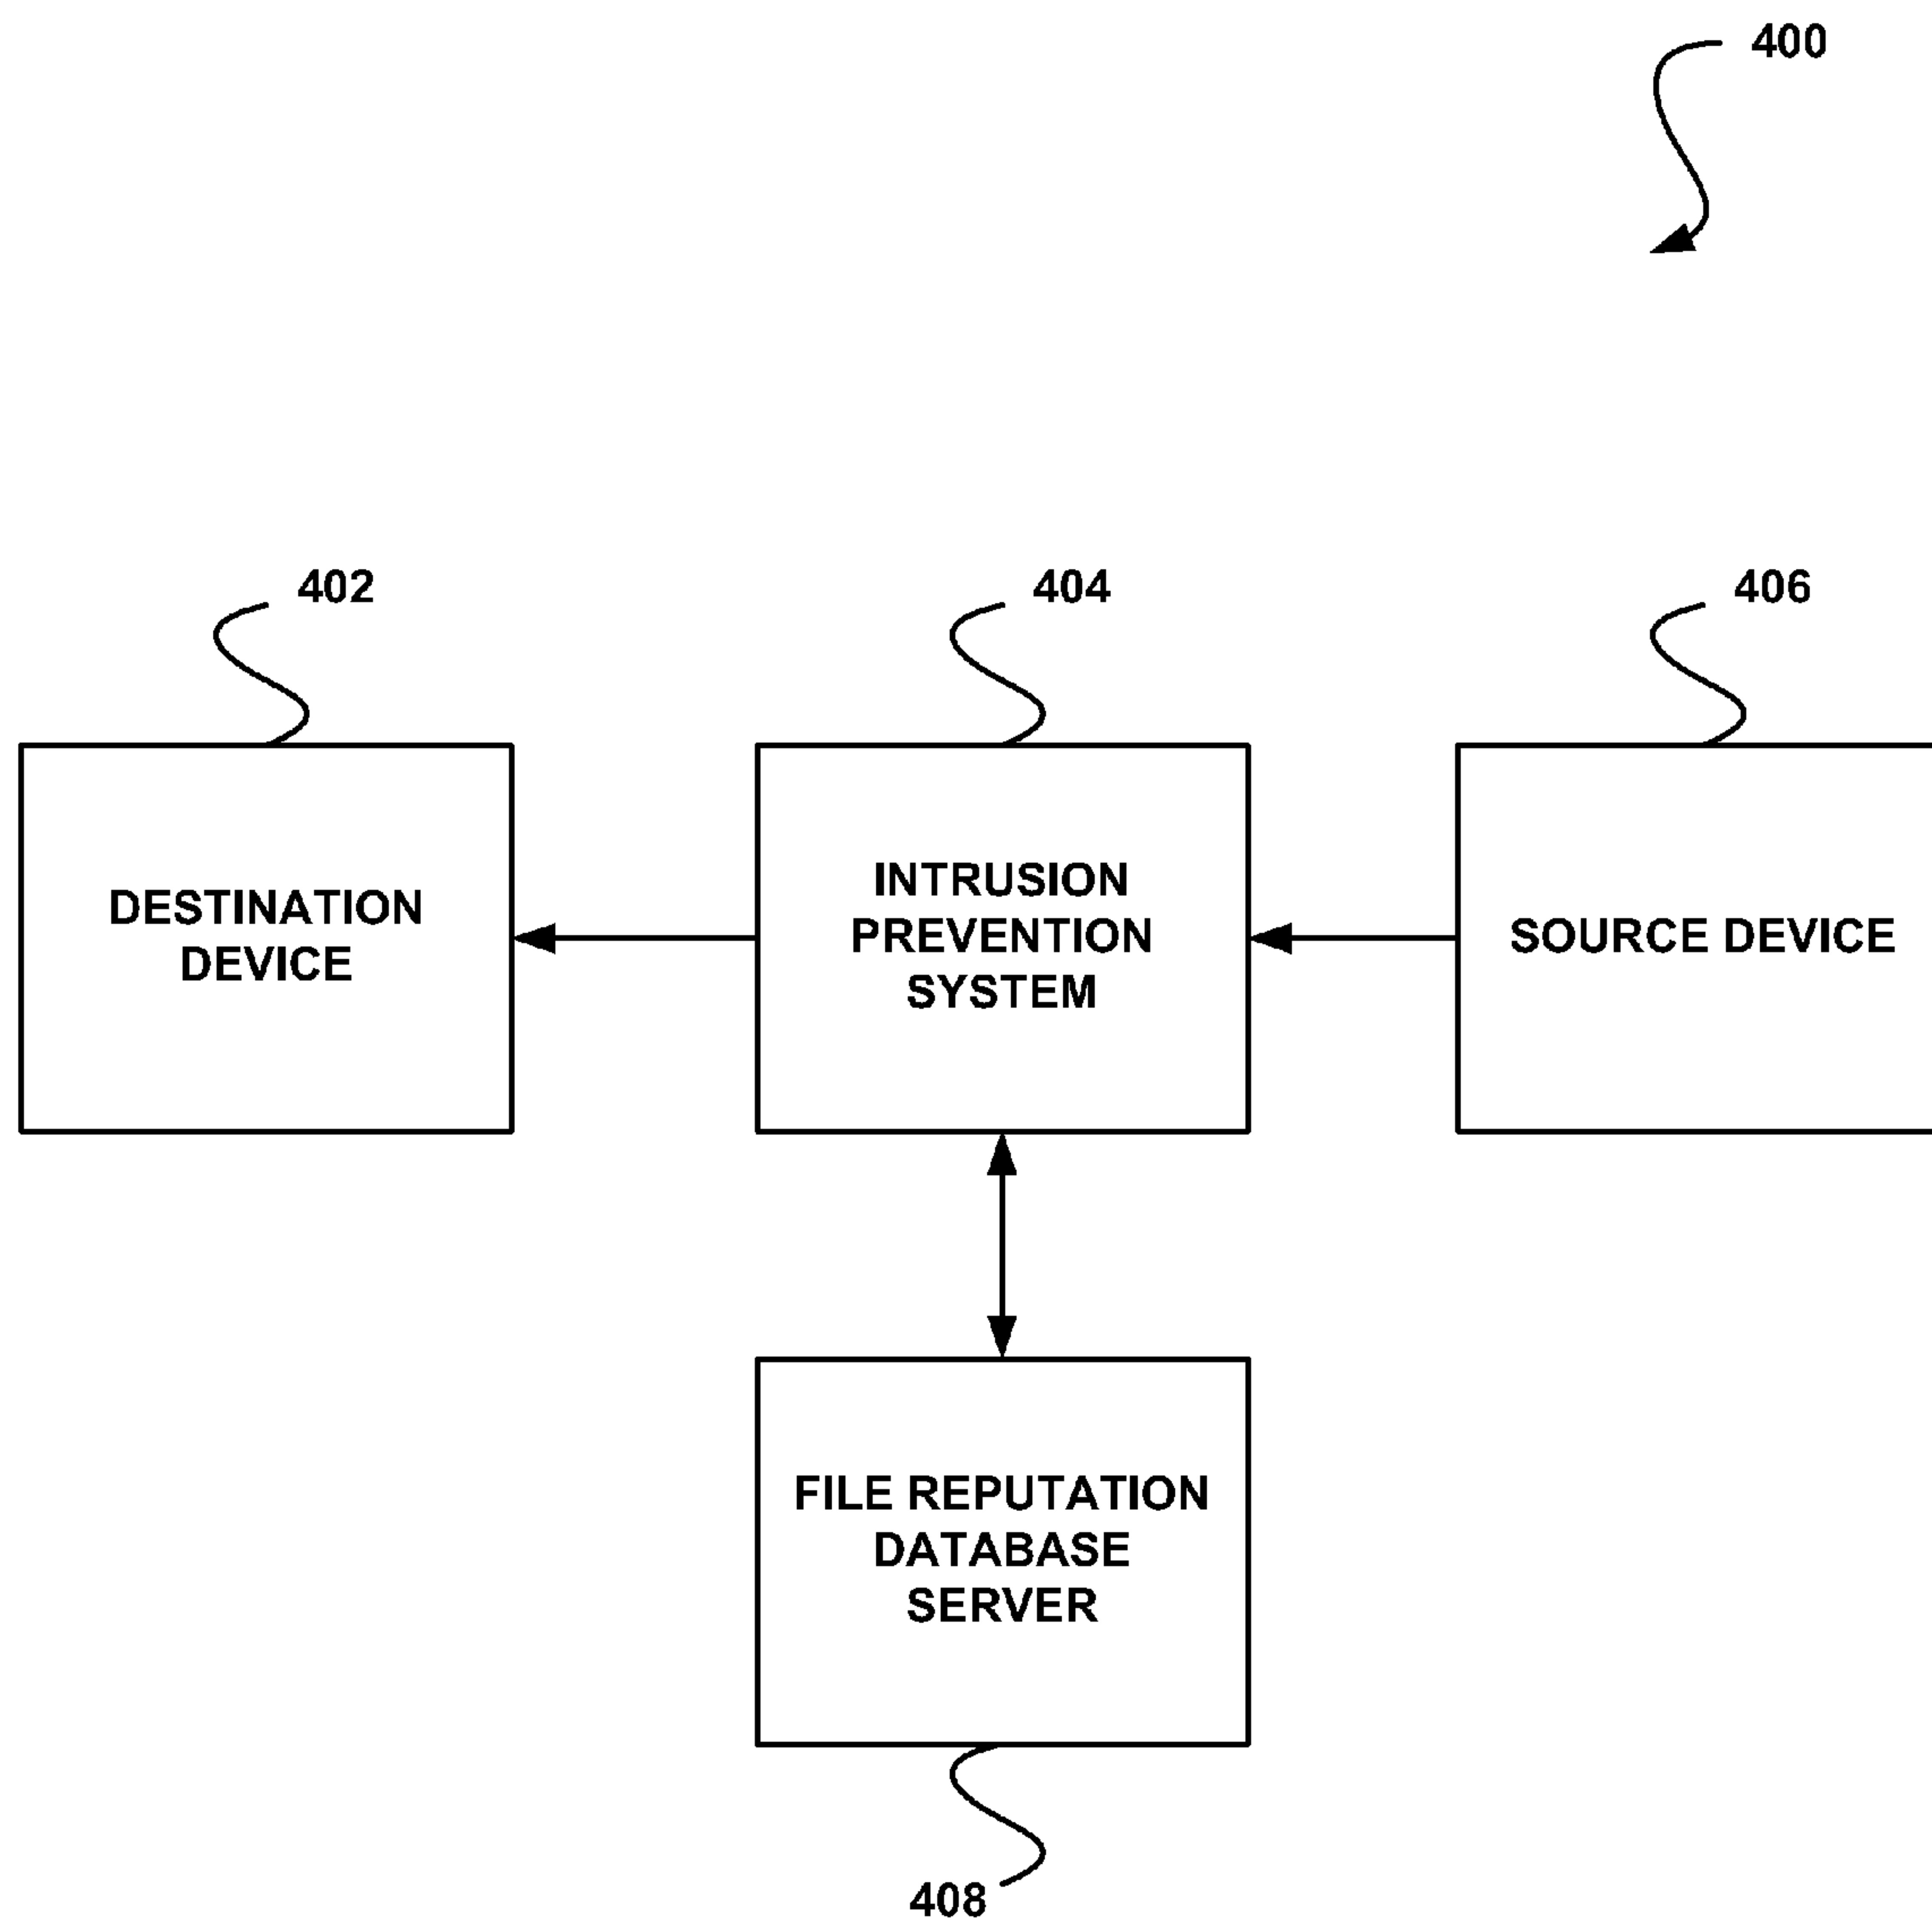 400
402
404
406
DESTINATION
DEVICE
INTRUSION
PREVENTION
SYSTEM
SOURCE DEVICE
FILE REPUTATION
DATABASE
SERVER
408